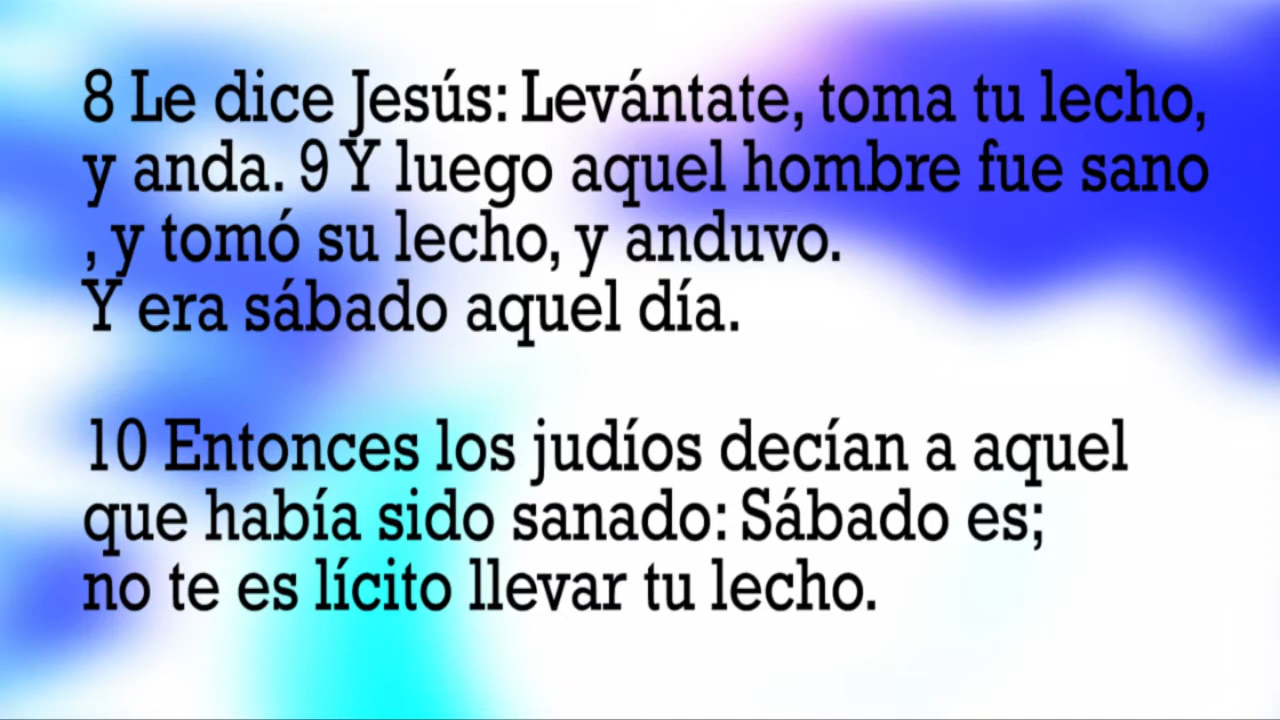 8 Le dice Jesús: Levántate, toma tu lecho,
y anda. 9 Y luego aquel hombre fue sano
, y tomó su lecho, y anduvo.
Y era sábado aquel día.
10 Entonces los judíos decían a aquel
que había sido sanado: Sábado es;
no te es lícito llevar tu lecho.